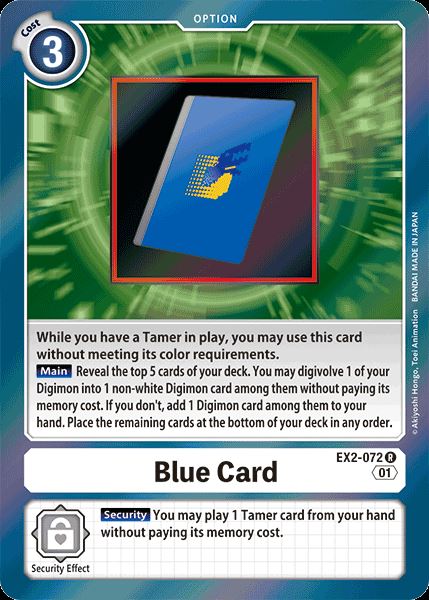 OPTION
Cost
3
While you have a Tamer in play, you may use this card
without meeting its color requirements.
Main Reveal the top 5 cards of your deck. You may digivolve 1 of your
Digimon into 1 non-white Digimon card among them without paying its
memory cost. If you don't, add 1 Digimon card among them to your
hand. Place the remaining cards at the bottom of your deck in any order.
©Akiyoshi Hongo, Toei Animation BANDAI MADE IN JAPAN
EX2-072 R
Blue Card
01
Security You may play 1 Tamer card from your hand
without paying its memory cost.
Security Effect